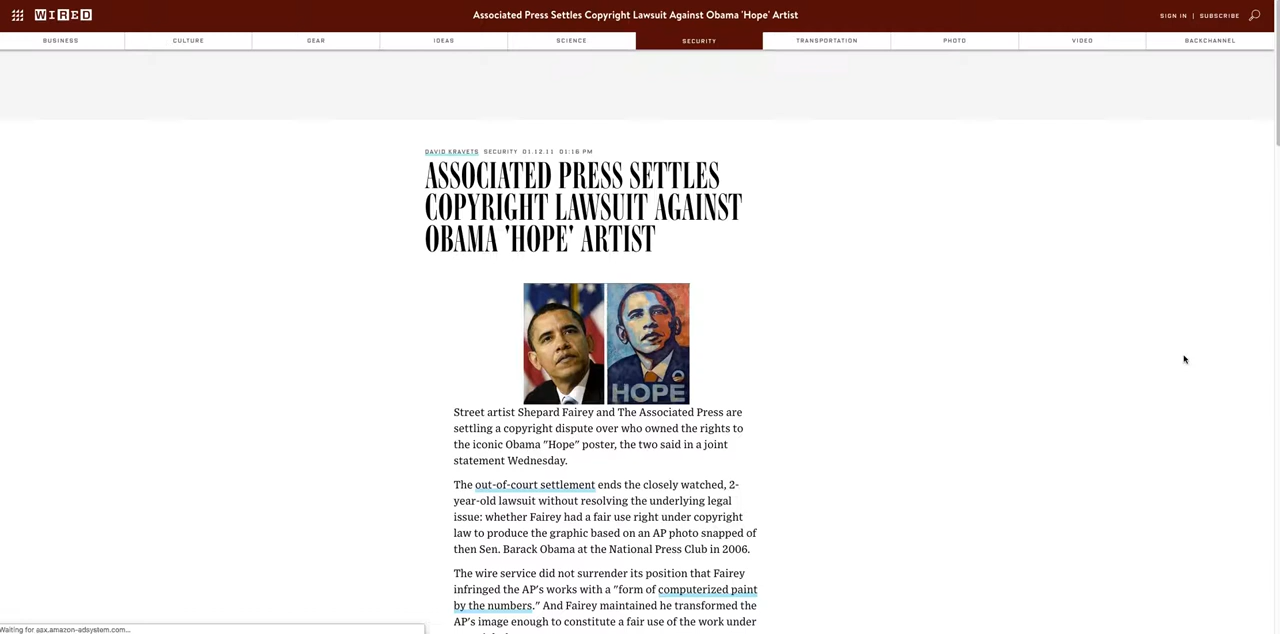 WIRED
Associated Press Settles Copyright Lawsuit Against Obama 'Hope' Artist
SIGN IN | SUBSCRIBE
BUSINESS
CULTURE
GEAR
IDEAS
SCIENCE
SECURITY
TRANSPORTATION
PHOTO
VIDEO
BACKCHANNEL
DAVID KRAVETS SECURITY 01.12.11 01:16 PM
ASSOCIATED PRESS SETTLES
COPYRIGHT LAWSUIT AGAINST
OBAMA 'HOPE' ARTIST
HOPE
Street artist Shepard Fairey and The Associated Press are
settling a copyright dispute over who owned the rights to
the iconic Obama "Hope" poster, the two said in a joint
statement Wednesday.
The out-of-court settlement ends the closely watched, 2-
year-old lawsuit without resolving the underlying legal
issue: whether Fairey had a fair use right under copyright
law to produce the graphic based on an AP photo snapped of
then Sen. Barack Obama at the National Press Club in 2006.
The wire service did not surrender its position that Fairey
infringed the AP's works with a "form of computerized paint
by the numbers." And Fairey maintained he transformed the
AP's image enough to constitute a fair use of the work under
Waiting for aax.amazon-adsystem.com...